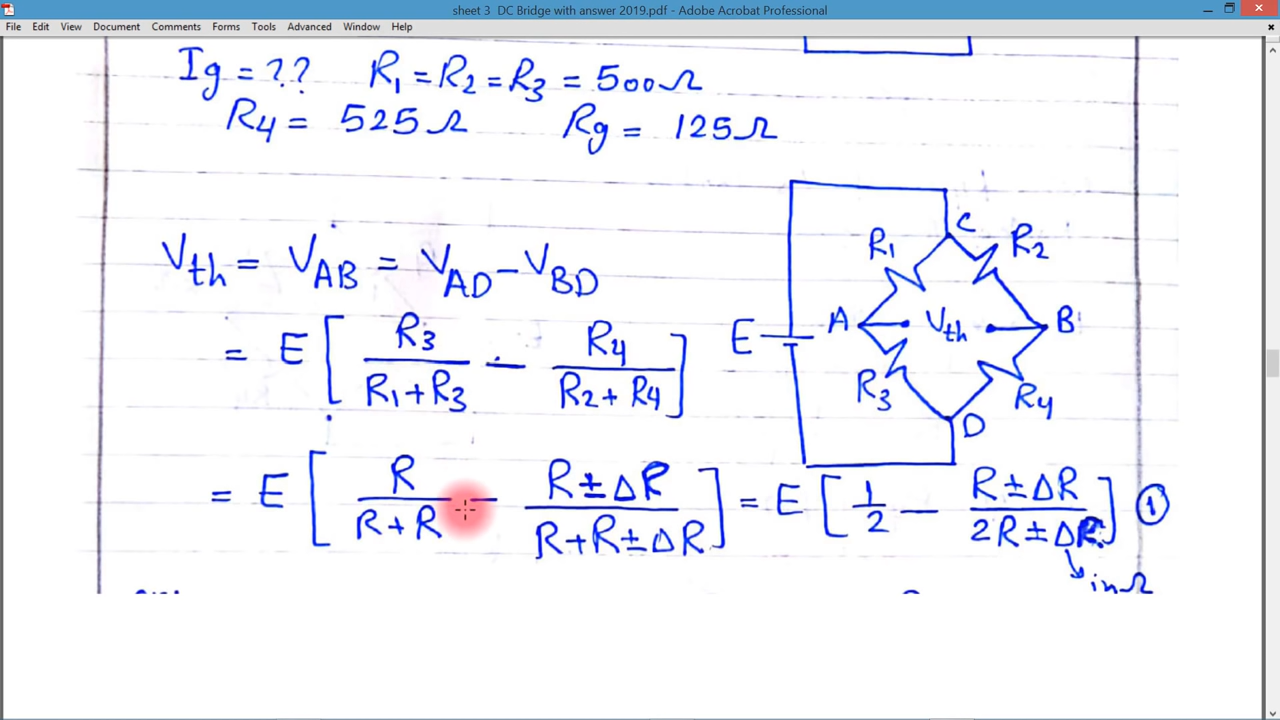 sheet 3 DC Bridge with answer 2019.pdf - Adobe Acrobat Professional
File Edit View Document Comments Forms Tools Advanced Window Help
Ig = ?? R1 = R2 = R3 = 500Ω
R4 = 525Ω Rg = 125Ω
Vth = VAB = VAD - VBD
= E [ R3 / (R1+R3) - R4 / (R2+R4) ]
E
C
R1
R2
A
Vth
B
R3
R4
D
= E [ R / (R+R) - (R±ΔR) / (R+R±ΔR) ] = E [ 1/2 - (R±ΔR) / (2R±ΔR) ] ①
in Ω